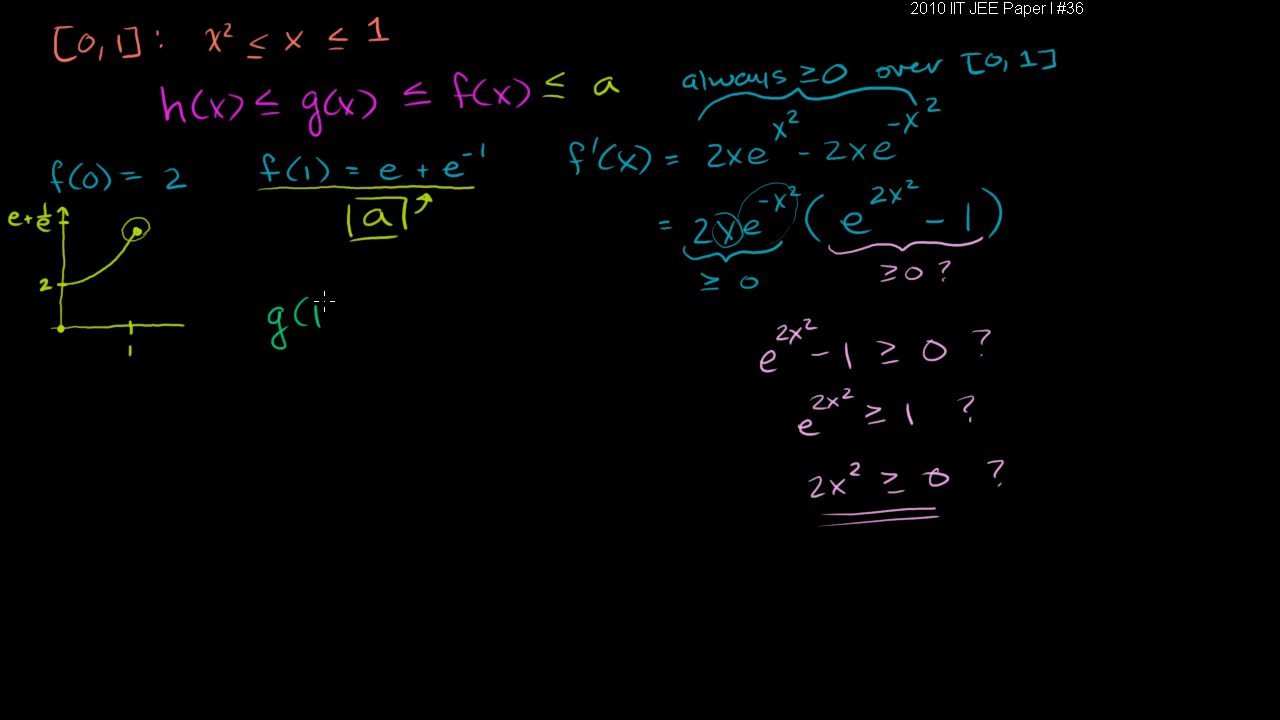 2010 IIT JEE Paper I #36
[0,1]: x² ≤ x ≤ 1
h(x) ≤ g(x) ≤ f(x) ≤ a
always ≥0 over [0,1]
f(0) = 2
f(1) = e + e⁻¹
f'(x) = 2xe^(x²) - 2xe^(-x²)
a
= 2xe^(-x²) (e^(2x²) - 1)
≥ 0
≥0 ?
e+1/e
2
1
g(1
e^(2x²) - 1 ≥ 0 ?
e^(2x²) ≥ 1 ?
2x² ≥ 0 ?